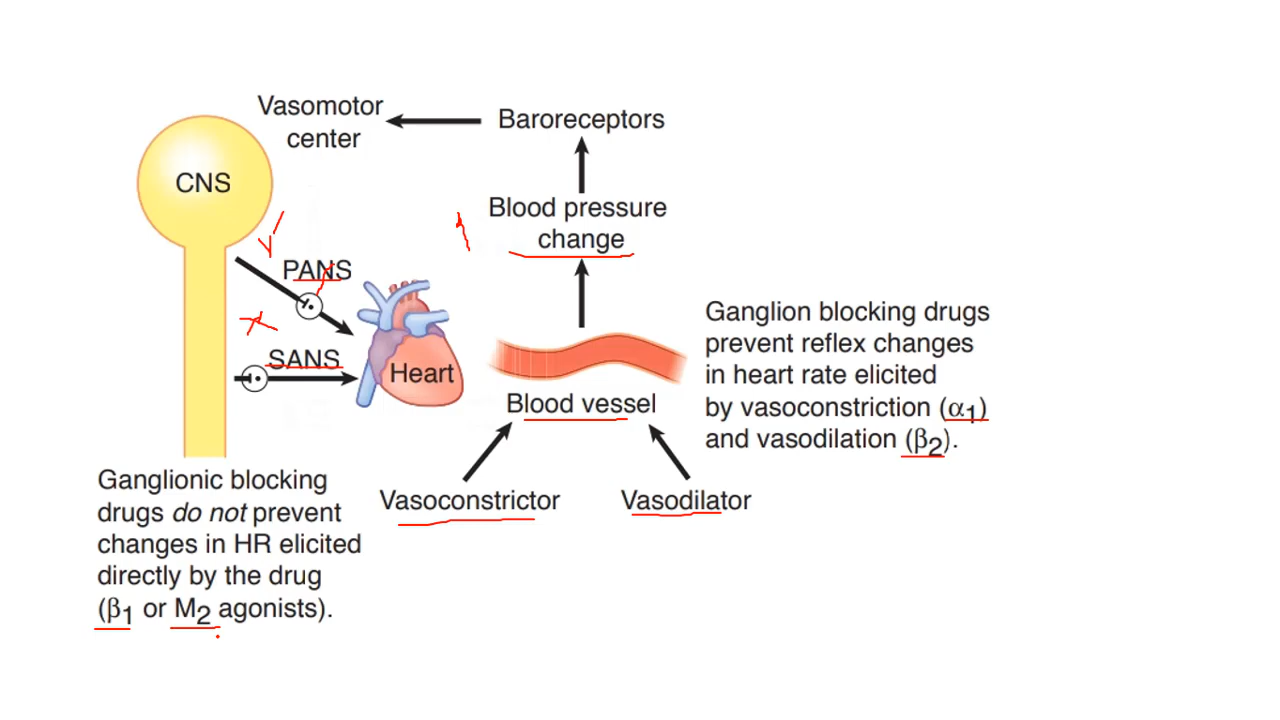 Vasomotor
center
Baroreceptors
CNS
Blood pressure
change
PANS
SANS
Heart
Blood vessel
Ganglion blocking drugs
prevent reflex changes
in heart rate elicited
by vasoconstriction (α1)
and vasodilation (β2).
Vasoconstrictor
Vasodilator
Ganglionic blocking
drugs do not prevent
changes in HR elicited
directly by the drug
(β1 or M2 agonists).